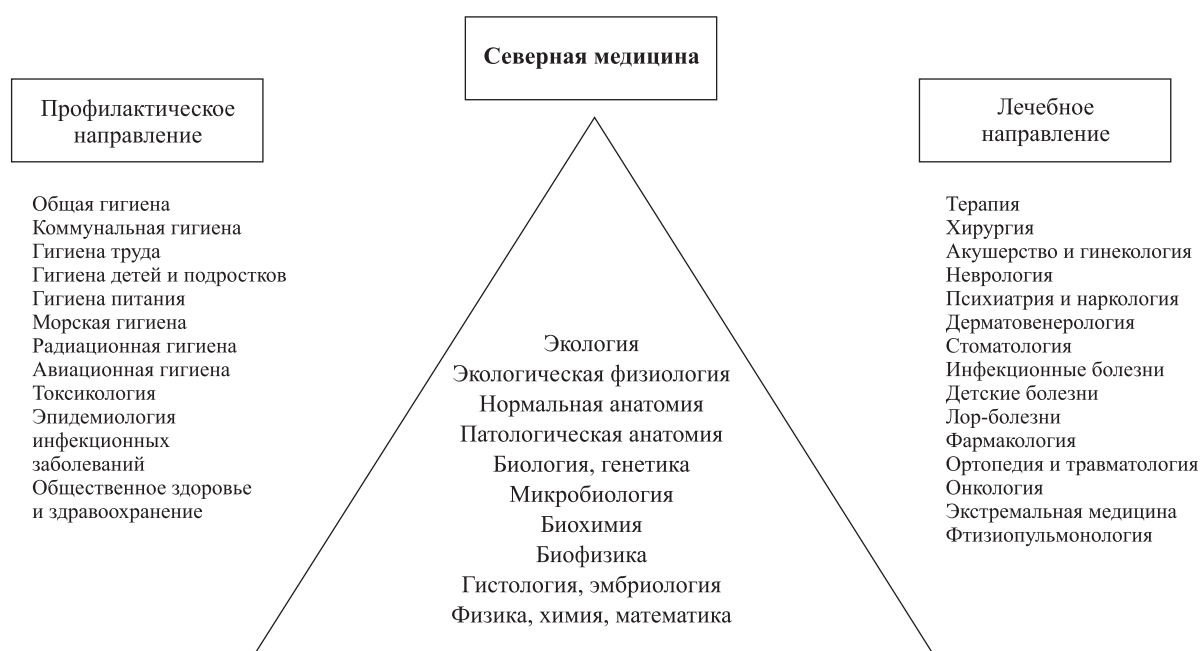 Северная медицина
Профилактическое
направление
Общая гигиена
Коммунальная гигиена
Гигиена труда
Гигиена детей и подростков
Гигиена питания
Морская гигиена
Радиационная гигиена
Авиационная гигиена
Токсикология
Эпидемиология
инфекционных
заболеваний
Общественное здоровье
и здравоохранение
Экология
Экологическая физиология
Нормальная анатомия
Патологическая анатомия
Биология, генетика
Микробиология
Биохимия
Биофизика
Гистология, эмбриология
Физика, химия, математика
Лечебное
направление
Терапия
Хирургия
Акушерство и гинекология
Неврология
Психиатрия и наркология
Дерматовенерология
Стоматология
Инфекционные болезни
Детские болезни
Лор-болезни
Фармакология
Ортопедия и травматология
Онкология
Экстремальная медицина
Фтизиопульмонология